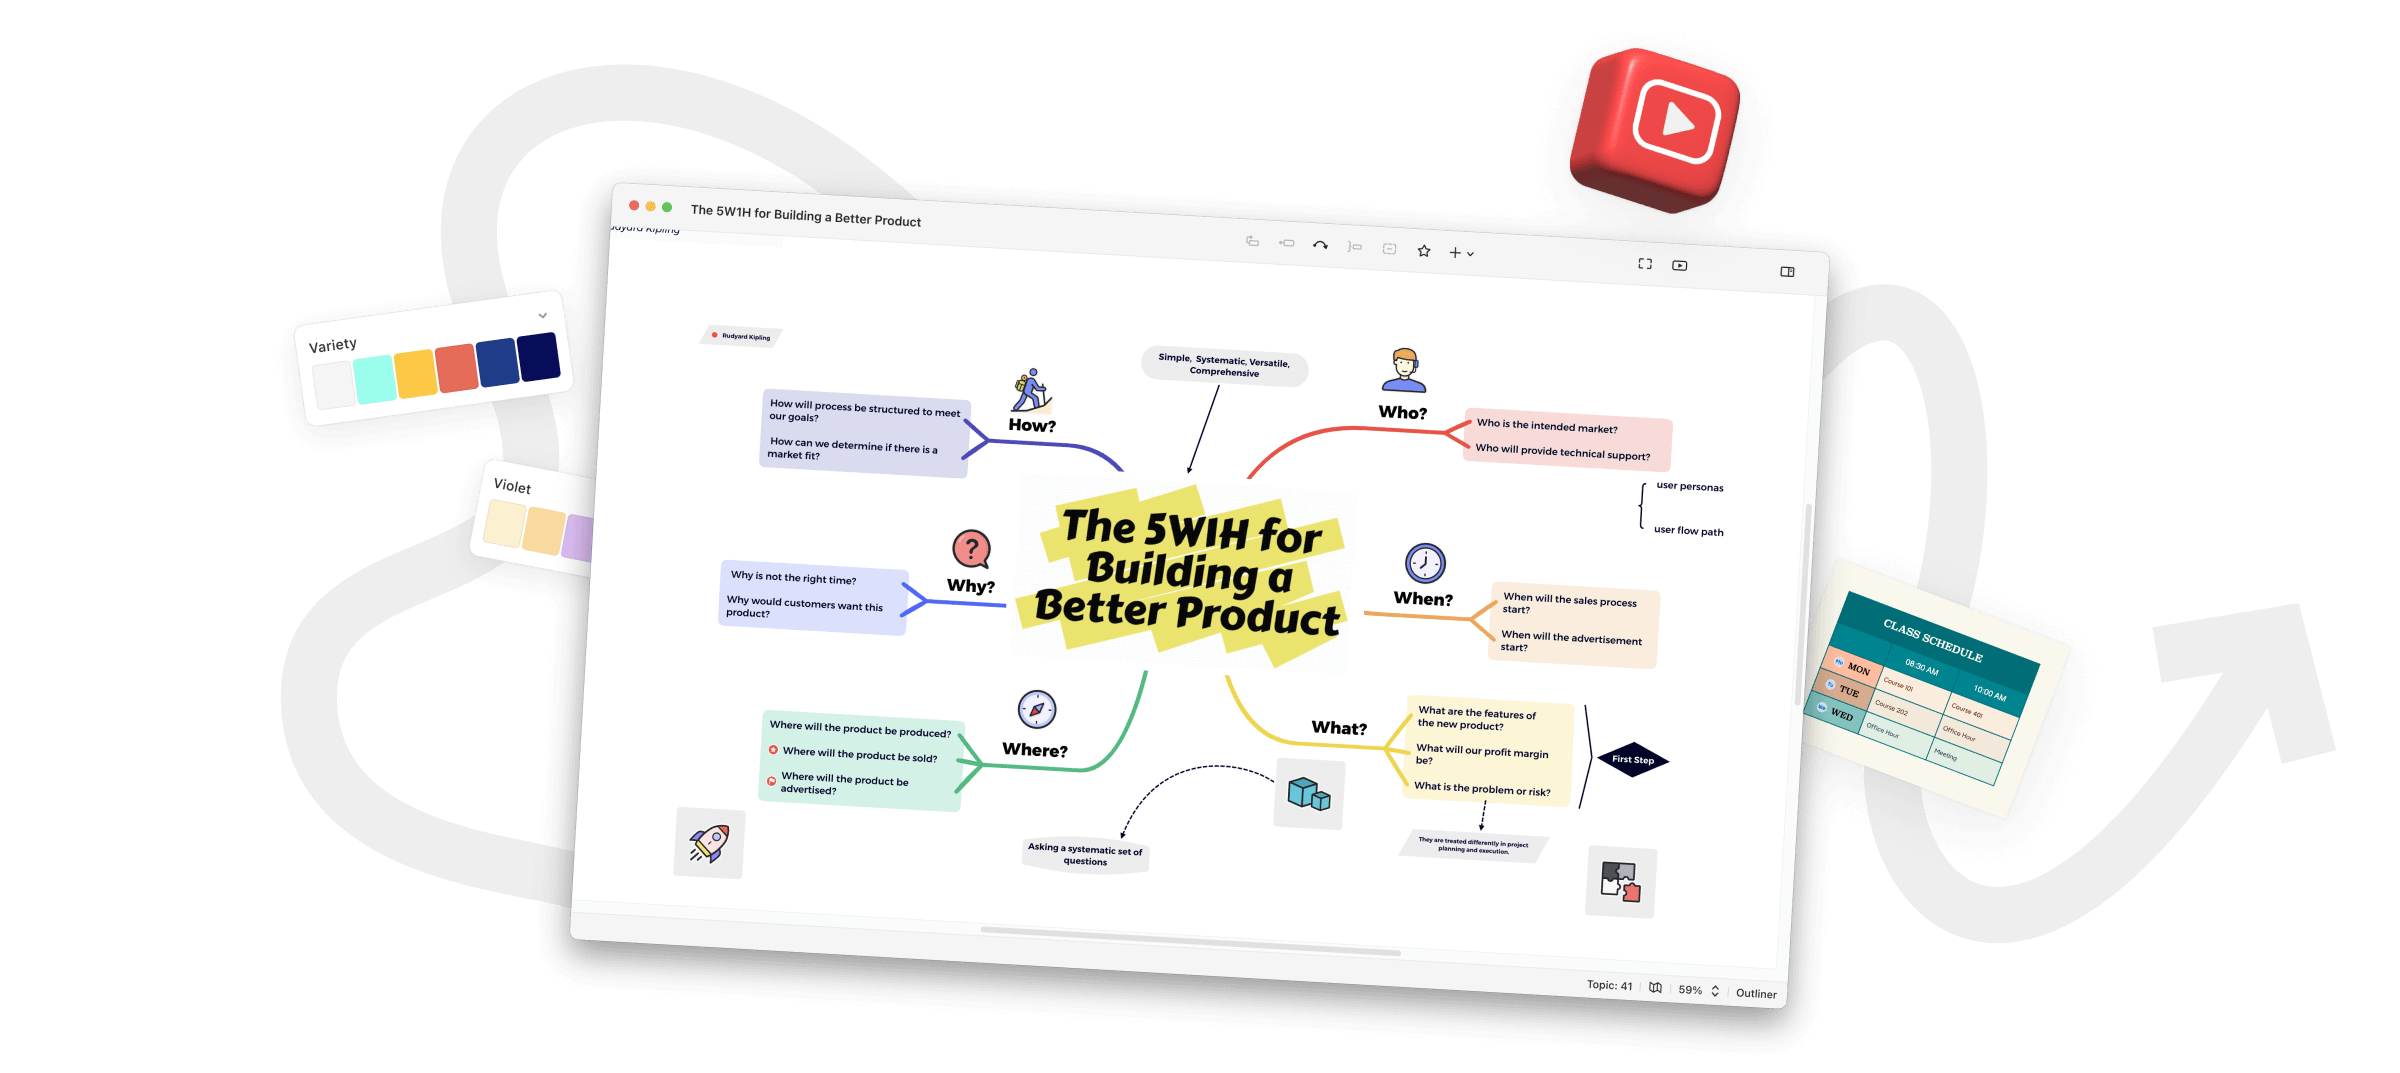 The 5W1H for Building a Better Product
Rudyard Kipling
Variety
Violet
Simple, Systematic, Versatile,
Comprehensive
How?
How will process be structured to meet
our goals?
How can we determine if there is a
market fit?
Who?
Who is the intended market?
Who will provide technical support?
user personas
user flow path
The 5W1H for
Building a
Better Product
Why?
Why is not the right time?
Why would customers want this
product?
When?
When will the sales process
start?
When will the advertisement
start?
Where?
Where will the product be produced?
Where will the product be sold?
Where will the product be
advertised?
What?
What are the features of
the new product?
What will our profit margin
be?
What is the problem or risk?
First Step
Asking a systematic set of
questions
They are treated differently in project
planning and execution.
CLASS SCHEDULE
08:30 AM
10:00 AM
MON
Course 101
Course 401
TUE
Course 202
Office Hour
WED
Office Hour
Meeting
Topic: 41
59%
Outliner